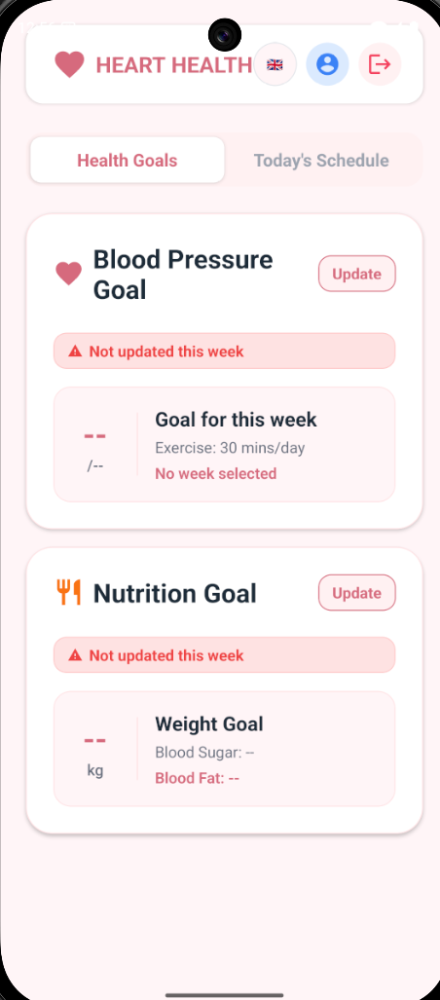 HEART HEALTH
Health Goals
Today's Schedule
Blood Pressure
Goal
Update
Not updated this week
--
/--
Goal for this week
Exercise: 30 mins/day
No week selected
Nutrition Goal
Update
Not updated this week
--
kg
Weight Goal
Blood Sugar: --
Blood Fat: --